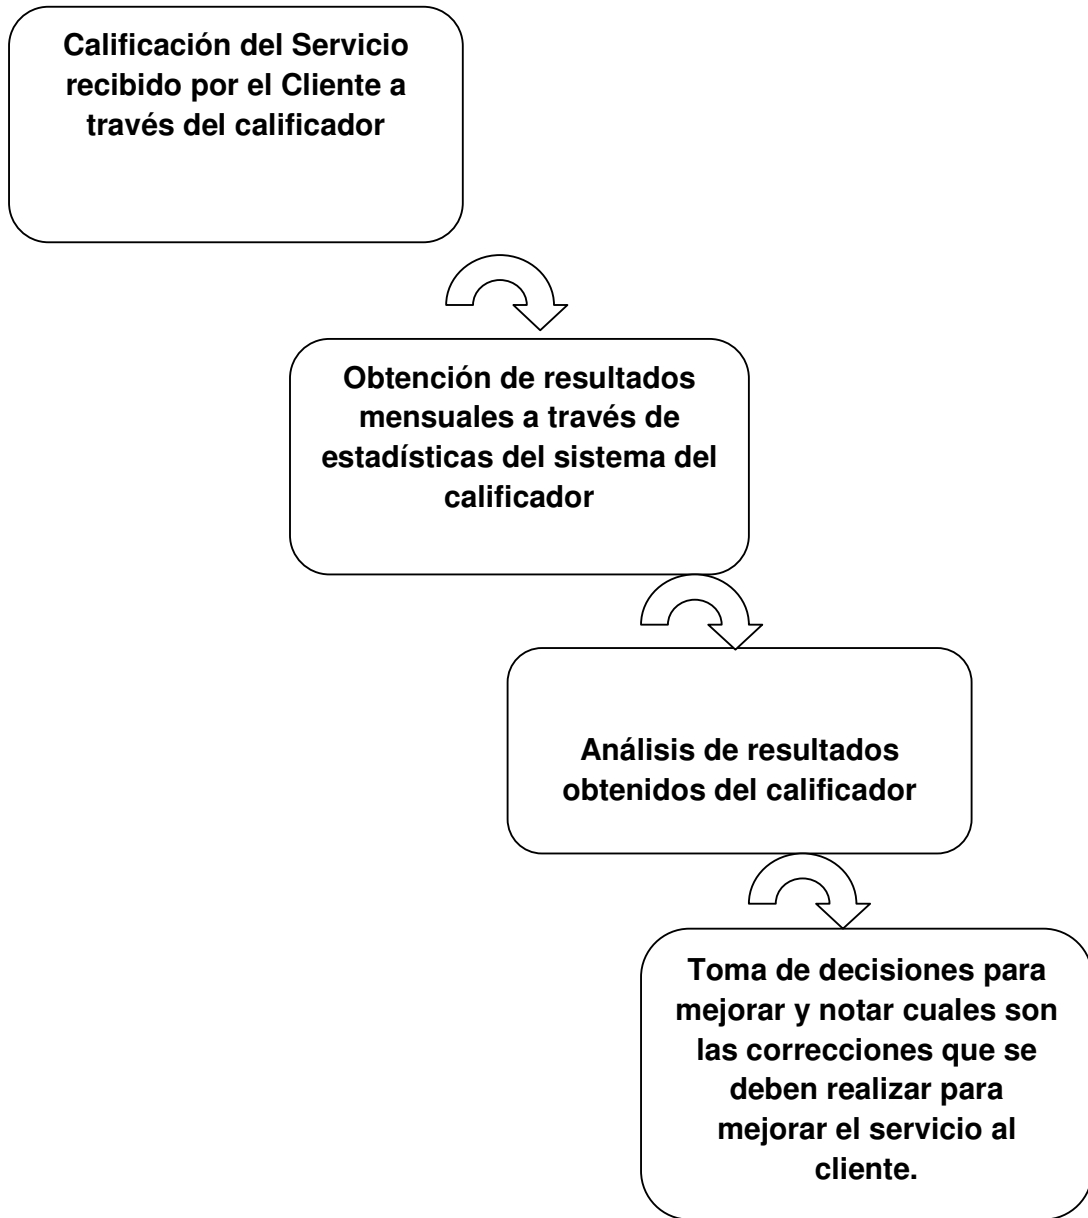 Calificación del Servicio
recibido por el Cliente a
través del calificador
Obtención de resultados
mensuales a través de
estadísticas del sistema del
calificador
Análisis de resultados
obtenidos del calificador
Toma de decisiones para
mejorar y notar cuales son
las correcciones que se
deben realizar para
mejorar el servicio al
cliente.